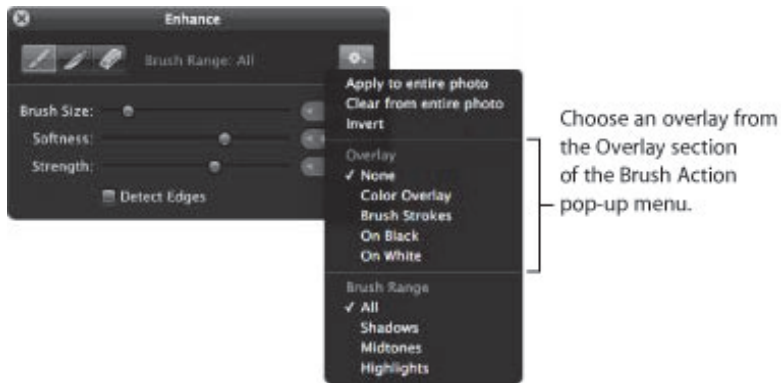 Enhance
Brush Range: All
Brush Size:
Softness:
Strength:
Detect Edges
Apply to entire photo
Clear from entire photo
Invert
Overlay
✓ None
Color Overlay
Brush Strokes
On Black
On White
Brush Range
✓ All
Shadows
Midtones
Highlights
Choose an overlay from
the Overlay section
of the Brush Action
pop-up menu.